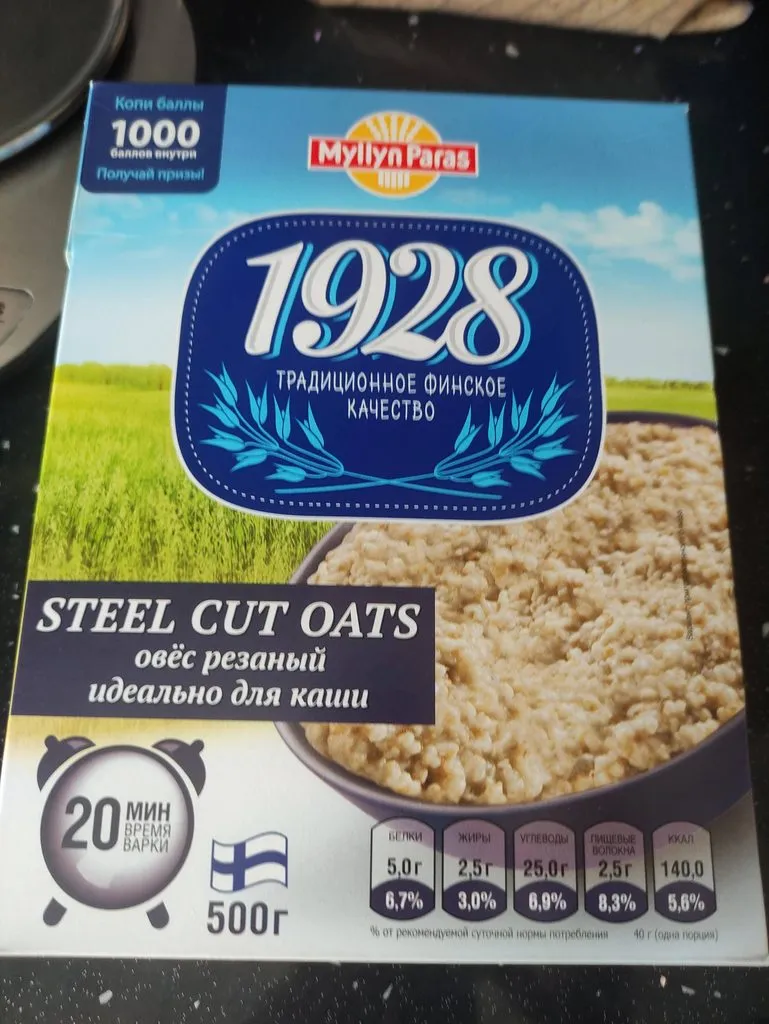 Копи баллы
1000
баллов внутри
Получай призы!
Myllyn Paras
1928
ТРАДИЦИОННОЕ ФИНСКОЕ
КАЧЕСТВО
STEEL CUT OATS
овёс резаный
идеально для каши
20 МИН
ВРЕМЯ
ВАРКИ
500г
БЕЛКИ
5,0г
6,7%
ЖИРЫ
2,5г
3,0%
УГЛЕВОДЫ
25,0г
6,9%
ПИЩЕВЫЕ
ВОЛОКНА
2,5г
8,3%
ККАЛ
140,0
5,6%
% от рекомендуемой суточной нормы потребления
40 г (одна порция)